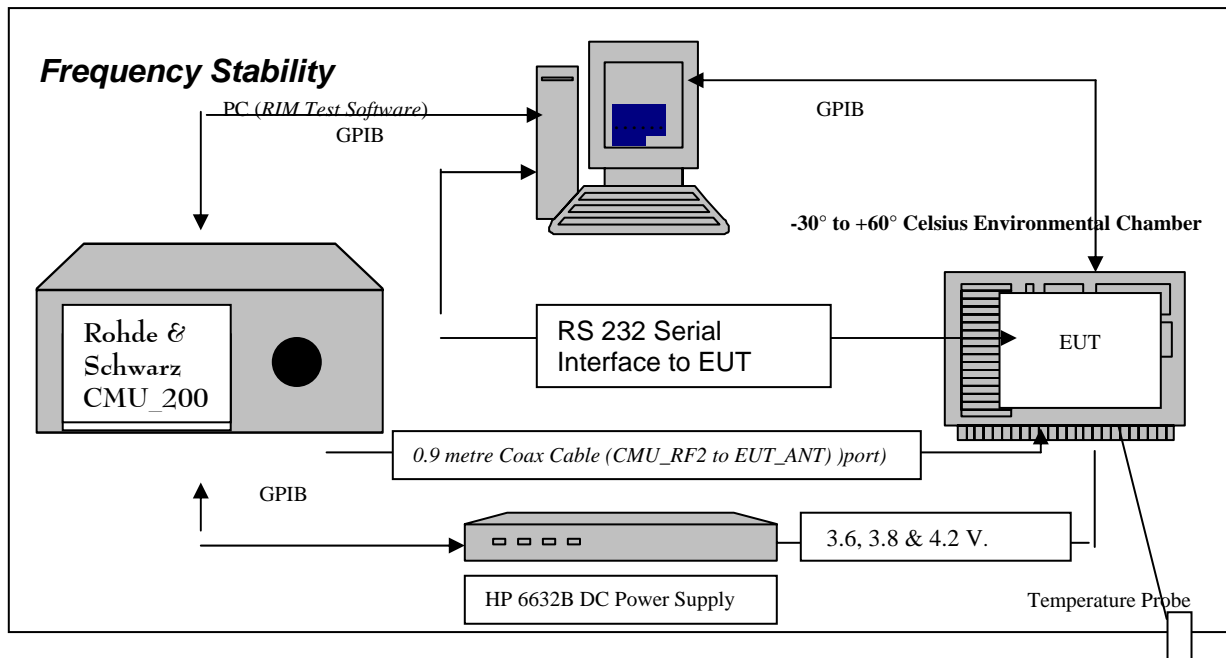 Frequency Stability
PC (RIM Test Software)
GPIB
GPIB
-30° to +60° Celsius Environmental Chamber
Rohde &
Schwarz
CMU_200
RS 232 Serial
Interface to EUT
EUT
0.9 metre Coax Cable (CMU_RF2 to EUT_ANT) )port)
GPIB
3.6, 3.8 & 4.2 V.
HP 6632B DC Power Supply
Temperature Probe